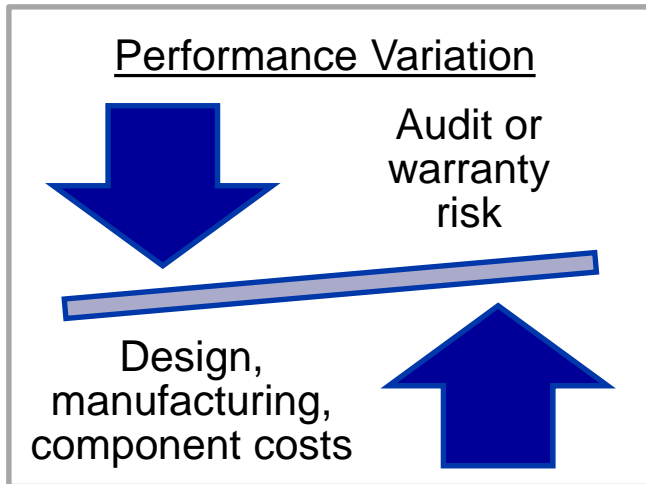 Performance Variation
Audit or
warranty
risk
Design,
manufacturing,
component costs